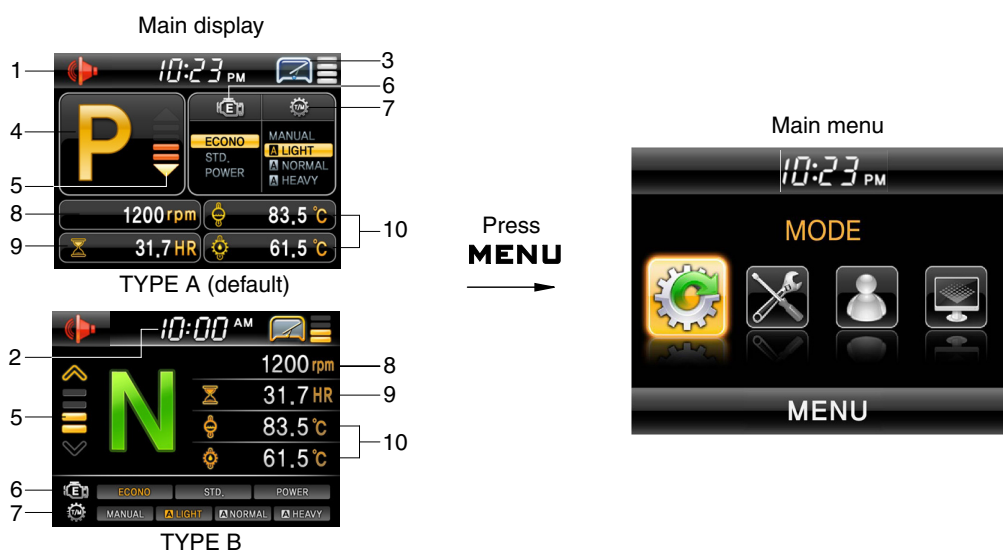 Main display
1
10:23 PM
3
6
7
4
P
E
T/M
ECONO
STD.
POWER
MANUAL
A LIGHT
A NORMAL
A HEAVY
5
8
1200 rpm
83.5 °C
9
31.7 HR
61.5 °C
10
TYPE A (default)
2
10:00 AM
N
5
1200 rpm
8
31.7 HR
9
83.5 °C
61.5 °C
10
6
E
ECONO
STD.
POWER
7
T/M
MANUAL
A LIGHT
A NORMAL
A HEAVY
TYPE B
Press
MENU
Main menu
10:23 PM
MODE
MENU